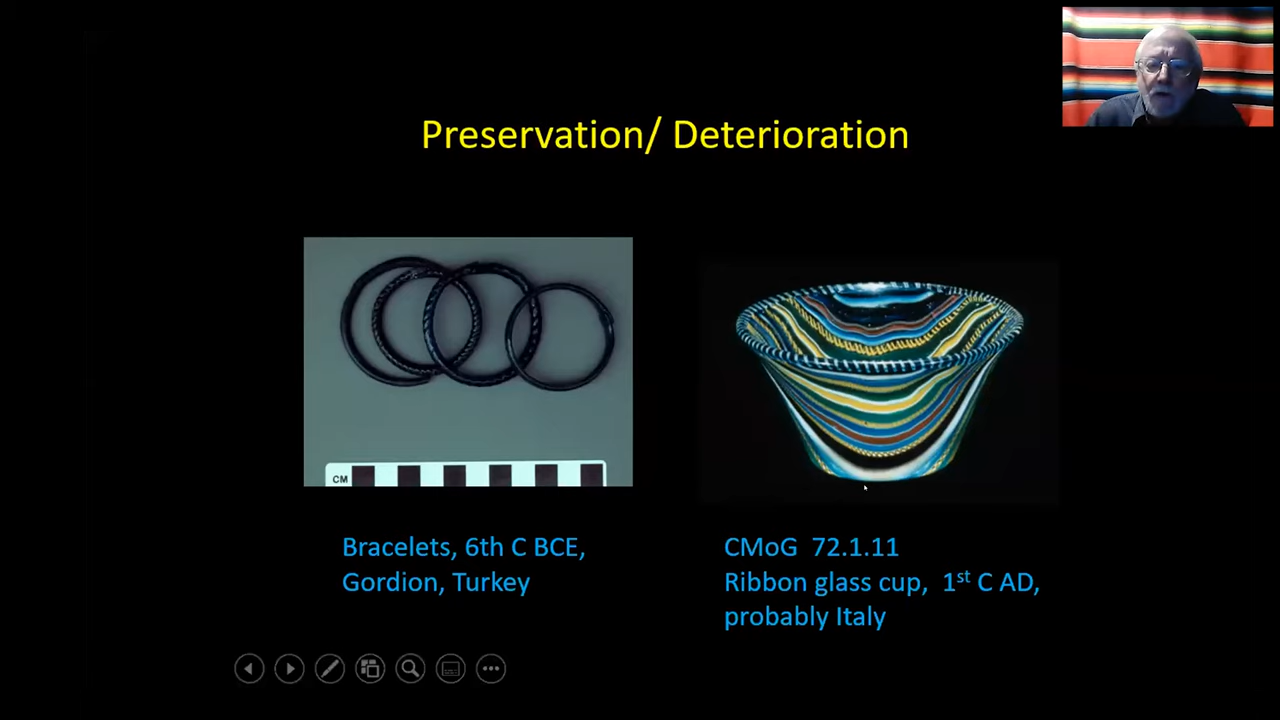 Preservation/ Deterioration
CM
Bracelets, 6th C BCE,
Gordion, Turkey
CMoG 72.1.11
Ribbon glass cup, 1st C AD,
probably Italy